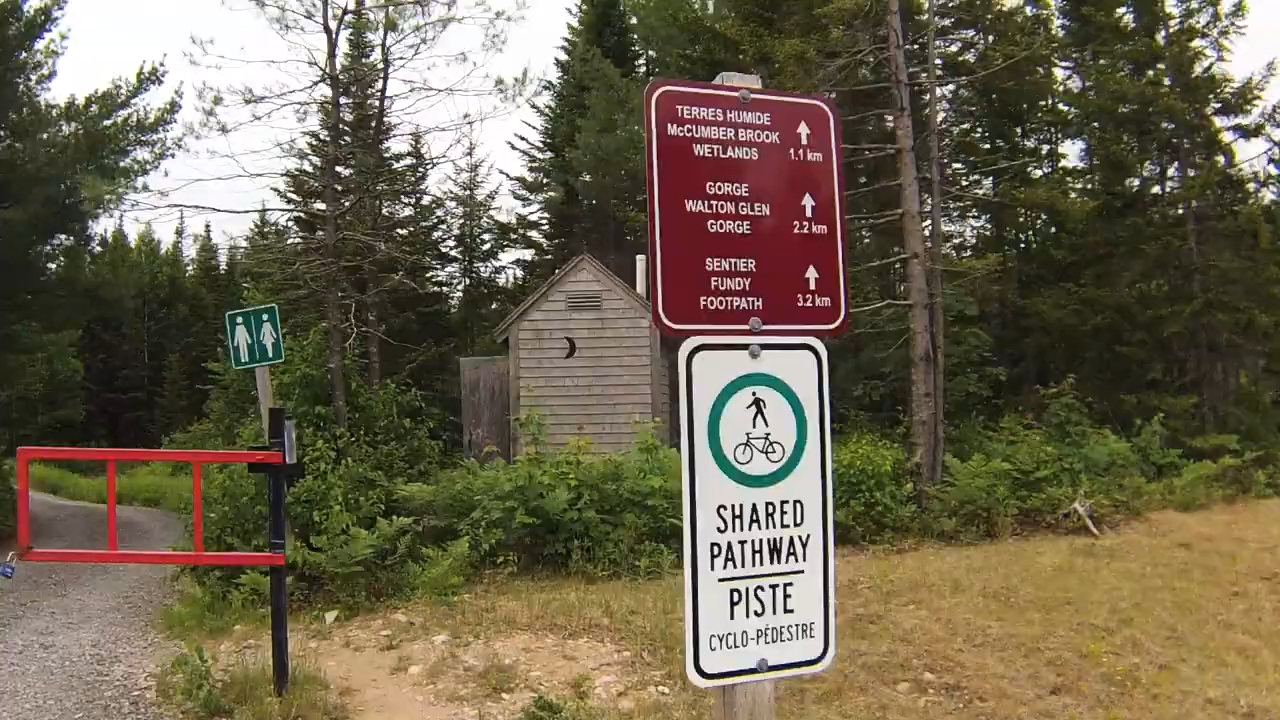 TERRES HUMIDE
McCUMBER BROOK
WETLANDS
1.1 km
GORGE
WALTON GLEN
GORGE
2.2 km
SENTIER
FUNDY
FOOTPATH
3.2 km
SHARED
PATHWAY
PISTE
CYCLO-PÉDESTRE